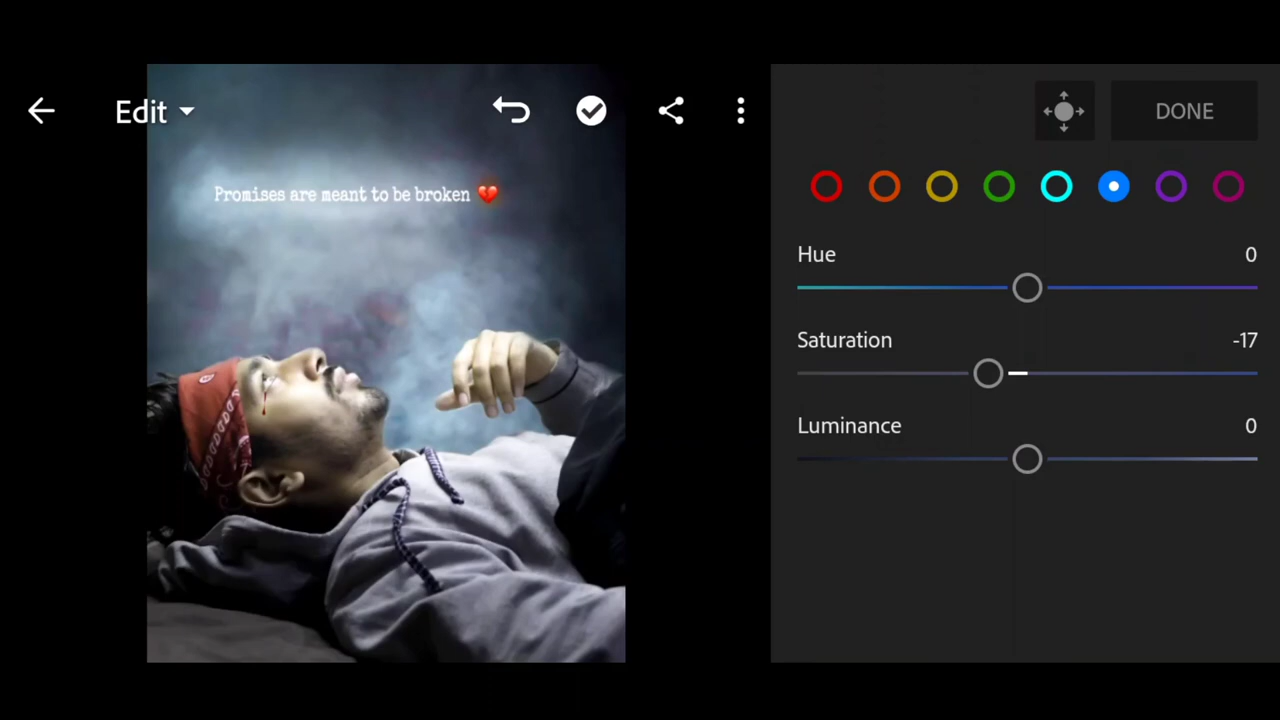 Edit
DONE
Promises are meant to be broken 💔
Hue 0
Saturation -17
Luminance 0